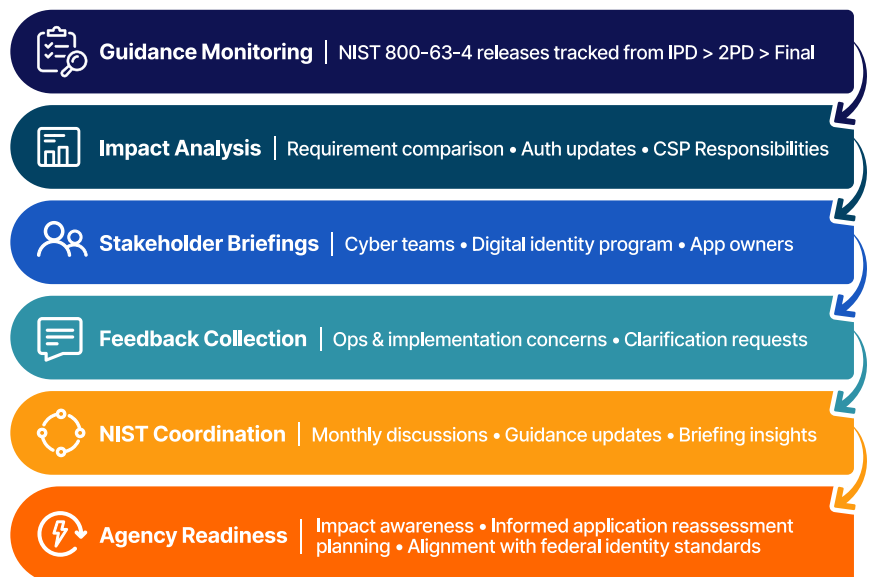 Guidance Monitoring | NIST 800-63-4 releases tracked from IPD > 2PD > Final
Impact Analysis | Requirement comparison • Auth updates • CSP Responsibilities
Stakeholder Briefings | Cyber teams • Digital identity program • App owners
Feedback Collection | Ops & implementation concerns • Clarification requests
NIST Coordination | Monthly discussions • Guidance updates • Briefing insights
Agency Readiness | Impact awareness • Informed application reassessment
planning • Alignment with federal identity standards